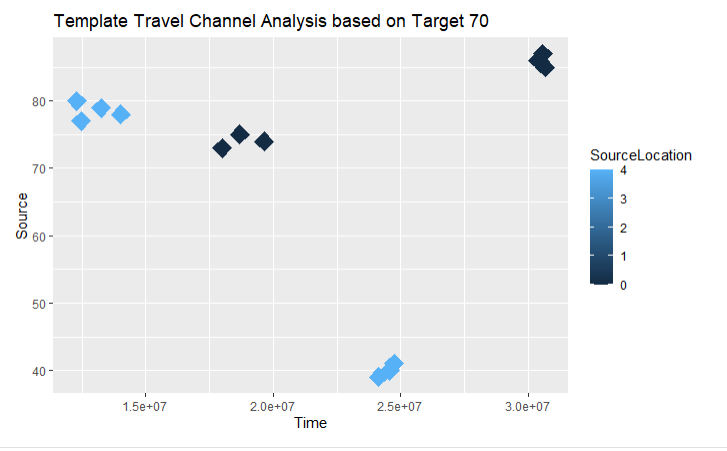 Template Travel Channel Analysis based on Target 70
80
70
60
50
40
Source
1.5e+07 2.0e+07 2.5e+07 3.0e+07
Time
SourceLocation
4
3
2
1
0